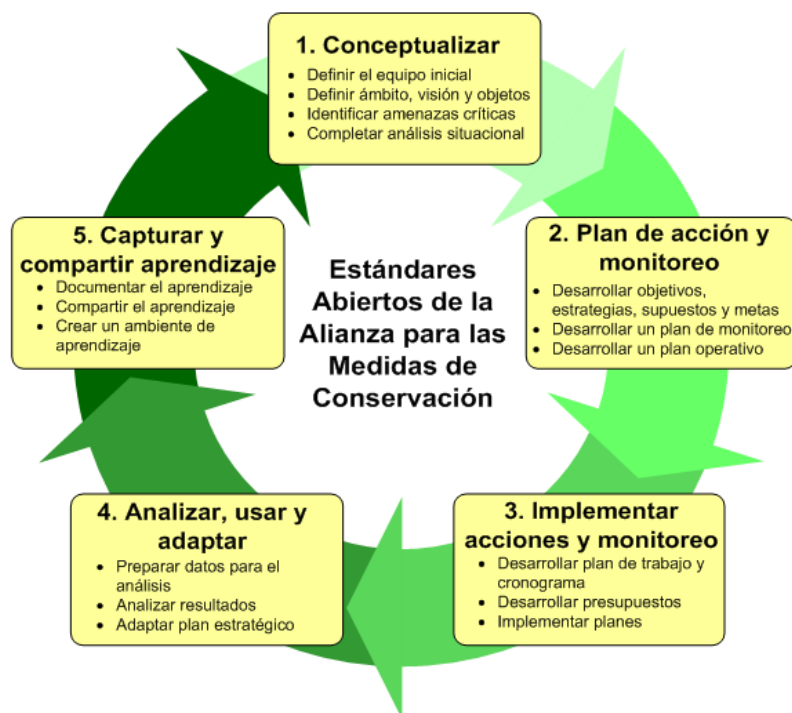 1. Conceptualizar
• Definir el equipo inicial
• Definir ámbito, visión y objetos
• Identificar amenazas críticas
• Completar análisis situacional
2. Plan de acción y
monitoreo
• Desarrollar objetivos,
estrategias, supuestos y metas
• Desarrollar un plan de monitoreo
• Desarrollar un plan operativo
3. Implementar
acciones y monitoreo
• Desarrollar plan de trabajo y
cronograma
• Desarrollar presupuestos
• Implementar planes
4. Analizar, usar y
adaptar
• Preparar datos para el
análisis
• Analizar resultados
• Adaptar plan estratégico
5. Capturar y
compartir aprendizaje
• Documentar el aprendizaje
• Compartir el aprendizaje
• Crear un ambiente de
aprendizaje
Estándares
Abiertos de la
Alianza para las
Medidas de
Conservación